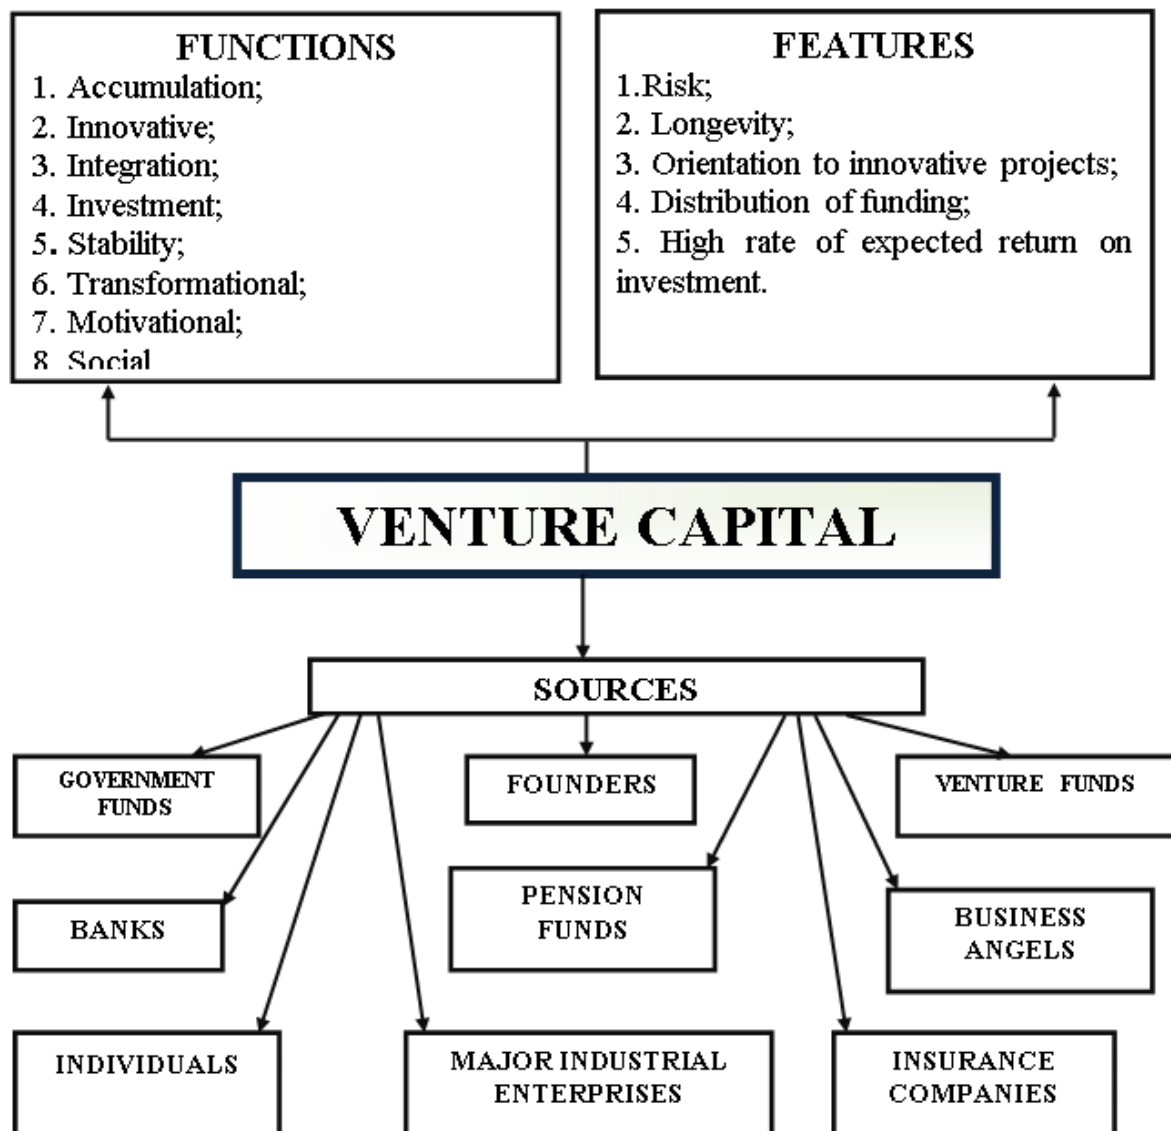 FUNCTIONS
1. Accumulation;
2. Innovative;
3. Integration;
4. Investment;
5. Stability;
6. Transformational;
7. Motivational;
8. Social
FEATURES
1.Risk;
2. Longevity;
3. Orientation to innovative projects;
4. Distribution of funding;
5. High rate of expected return on
investment.
VENTURE CAPITAL
SOURCES
GOVERNMENT
FUNDS
FOUNDERS
VENTURE FUNDS
BANKS
PENSION
FUNDS
BUSINESS
ANGELS
INDIVIDUALS
MAJOR INDUSTRIAL
ENTERPRISES
INSURANCE
COMPANIES